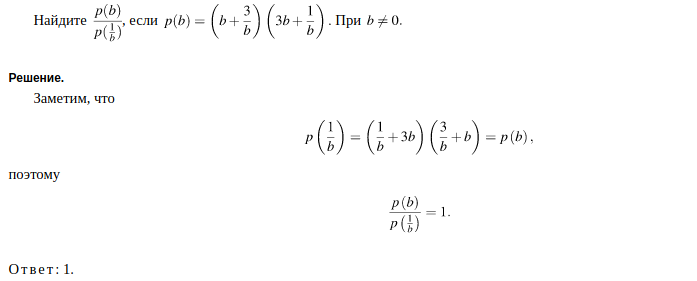 Найдите p(b)/p(1/b), если p(b) = (b + 3/b)(3b + 1/b). При b ≠ 0.
Решение.
Заметим, что
p(1/b) = (1/b + 3b)(3/b + b) = p(b),
поэтому
p(b)/p(1/b) = 1.
Ответ: 1.